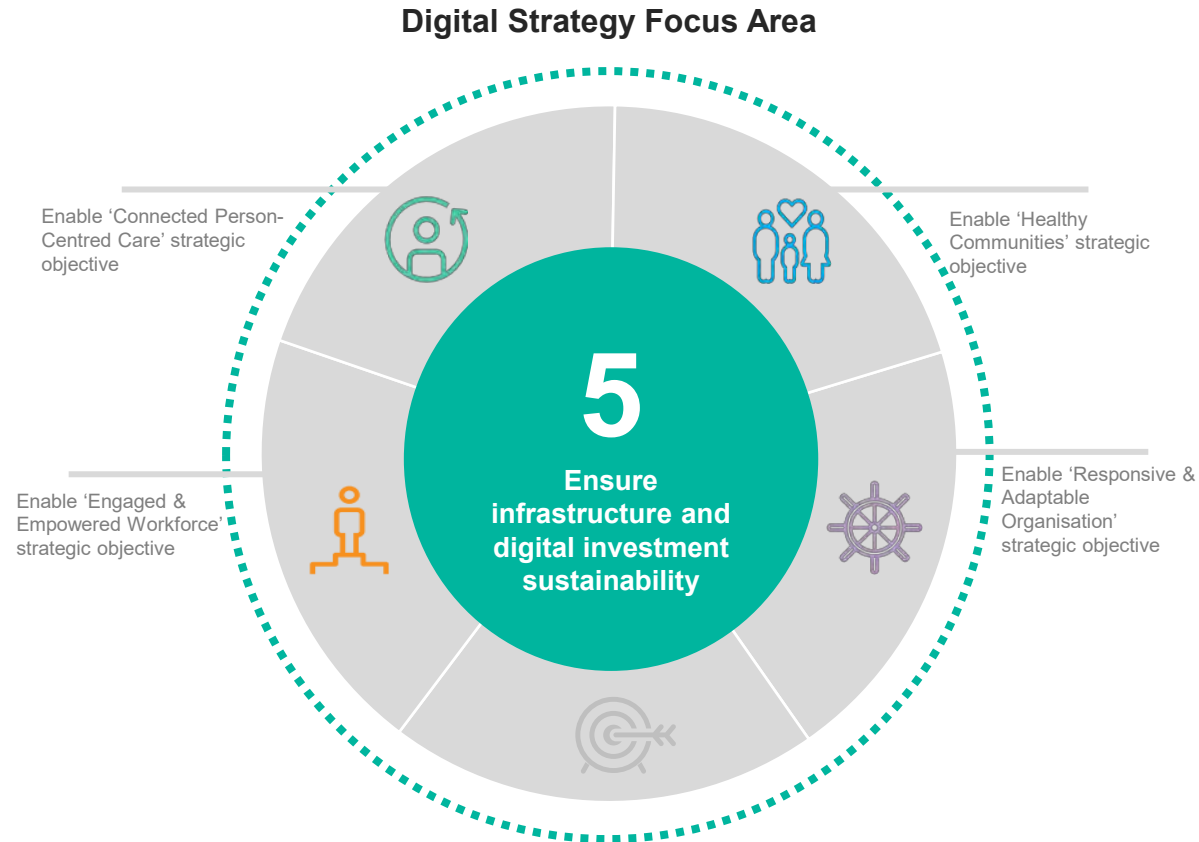 Digital Strategy Focus Area
Enable ‘Connected Person-
Centred Care’ strategic
objective
Enable ‘Healthy
Communities’ strategic
objective
5
Ensure
infrastructure and
digital investment
sustainability
Enable ‘Engaged &
Empowered Workforce’
strategic objective
Enable ‘Responsive &
Adaptable
Organisation’
strategic objective